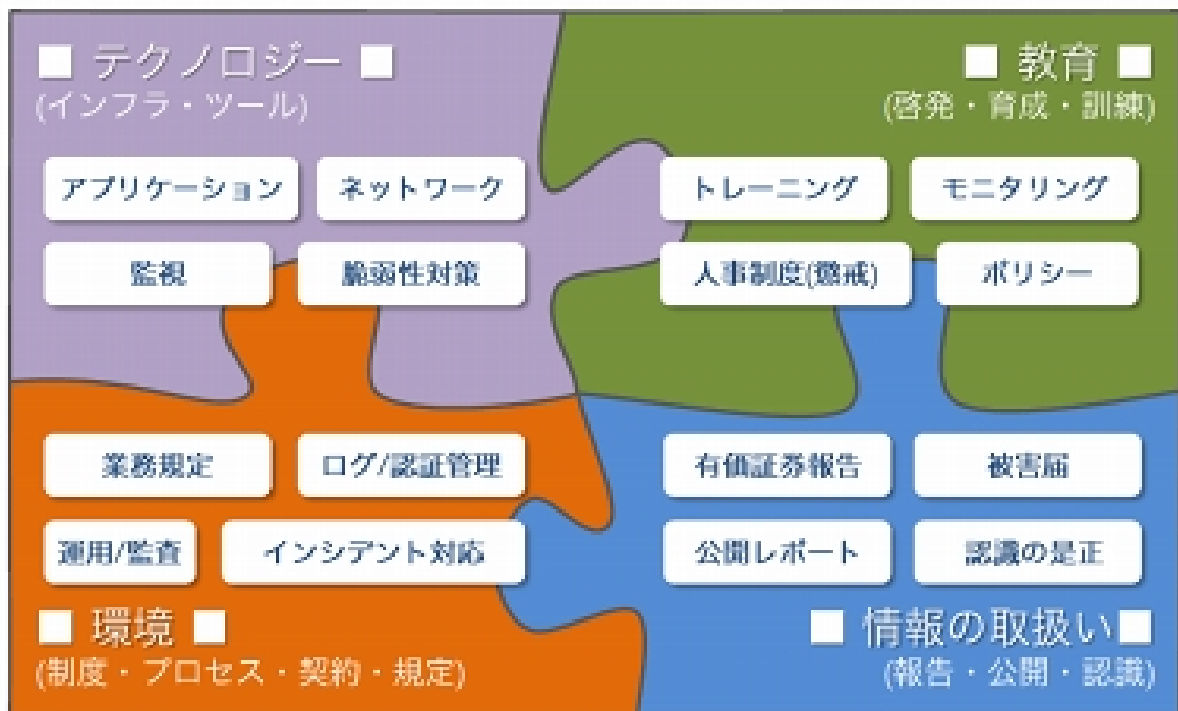 ■ テクノロジー ■
(インフラ・ツール)
アプリケーション
ネットワーク
監視
脆弱性対策
■ 教育 ■
(啓発・育成・訓練)
トレーニング
モニタリング
人事制度(懲戒)
ポリシー
業務規定
ログ/認証管理
運用/監査
インシデント対応
■ 環境 ■
(制度・プロセス・契約・規定)
有価証券報告
被害届
公開レポート
認識の是正
■ 情報の取扱い■
(報告・公開・認識)